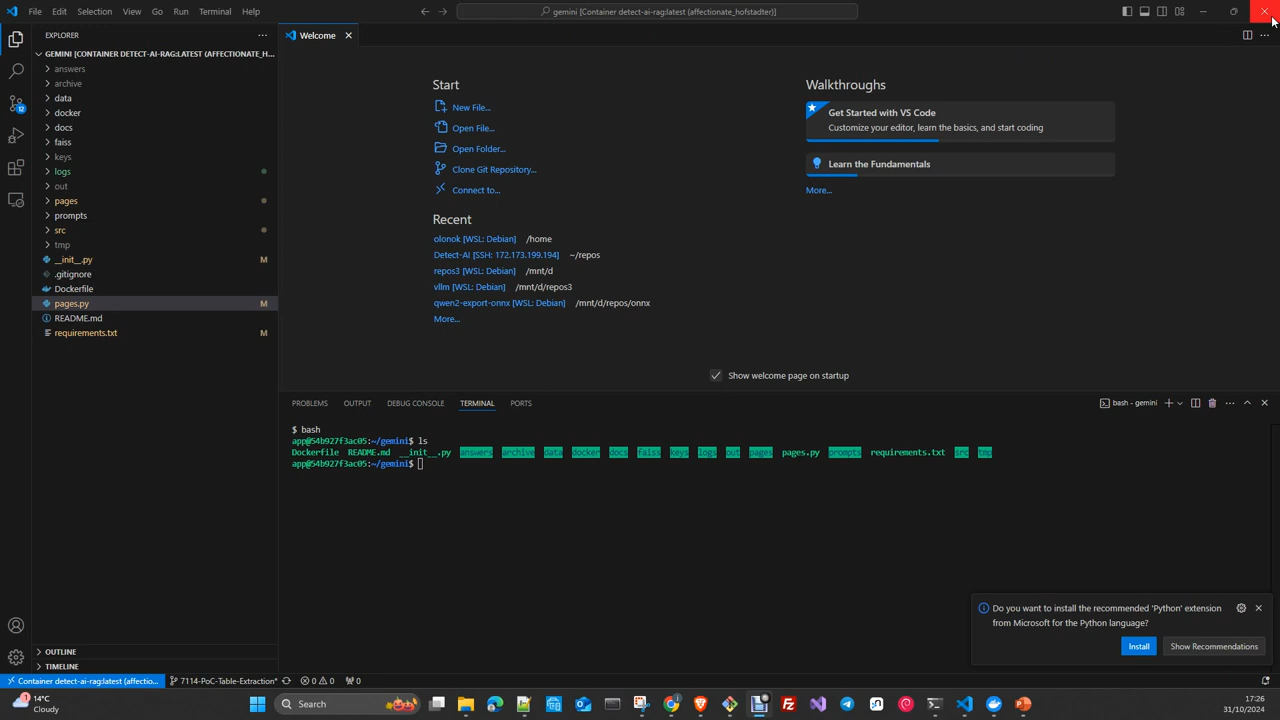 File Edit Selection View Go Run Terminal Help
gemini [Container detect-ai-rag:latest (affectionate_hofstadter)]
EXPLORER
GEMINI [CONTAINER DETECT-AI-RAG:LATEST (AFFECTIONATE_H...
answers
archive
data
docker
docs
faiss
keys
logs
out
pages
prompts
src
tmp
__init__.py M
.gitignore
Dockerfile
pages.py M
README.md
requirements.txt M
OUTLINE
TIMELINE
12
Welcome
Start
New File...
Open File...
Open Folder...
Clone Git Repository...
Connect to...
Recent
olonok [WSL: Debian] /home
Detect-AI [SSH: 172.173.199.194] ~/repos
repos3 [WSL: Debian] /mnt/d
vllm [WSL: Debian] /mnt/d/repos3
qwen2-export-onnx [WSL: Debian] /mnt/d/repos/onnx
More...
Walkthroughs
Get Started with VS Code
Customize your editor, learn the basics, and start coding
Learn the Fundamentals
More...
Show welcome page on startup
PROBLEMS OUTPUT DEBUG CONSOLE TERMINAL PORTS
bash - gemini
$ bash
app@54b927f3ac05:~/gemini$ ls
Dockerfile README.md __init__.py answers archive data docker docs faiss keys logs out pages pages.py prompts requirements.txt src tmp
app@54b927f3ac05:~/gemini$
Do you want to install the recommended 'Python' extension
from Microsoft for the Python language?
Install Show Recommendations
Container detect-ai-rag:latest (affectio... 7114-PoC-Table-Extraction* 0 0 0
14°C
Cloudy
Search
17:26
31/10/2024